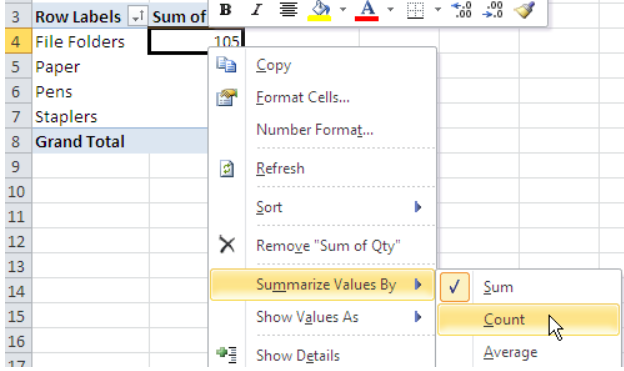 B I A .00 .0 .00
3 Row Labels Sum of
4 File Folders 105
Copy
5 Paper
6 Pens
Format Cells...
7 Staplers
Number Format...
8 Grand Total
9
Refresh
10
11
Sort
12
Remove "Sum of Qty"
13
14
Summarize Values By ✓ Sum
15
Show Values As Count
16
Show Details Average
17